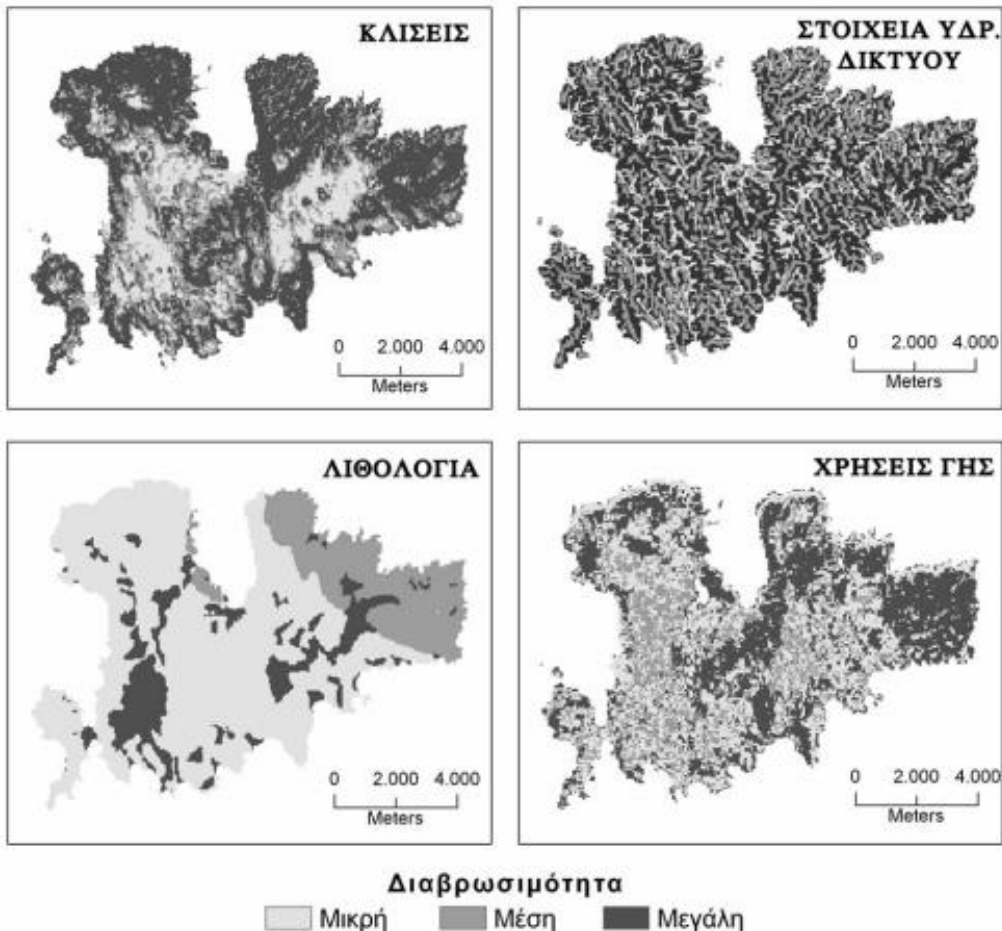 ΚΛΙΣΕΙΣ
0 2.000 4.000
Meters
ΣΤΟΙΧΕΙΑ ΥΔΡ.
ΔΙΚΤΥΟΥ
0 2.000 4.000
Meters
ΛΙΘΟΛΟΓΙΑ
0 2.000 4.000
Meters
ΧΡΗΣΕΙΣ ΓΗΣ
0 2.000 4.000
Meters
Διαβρωσιμότητα
Μικρή Μέση Μεγάλη